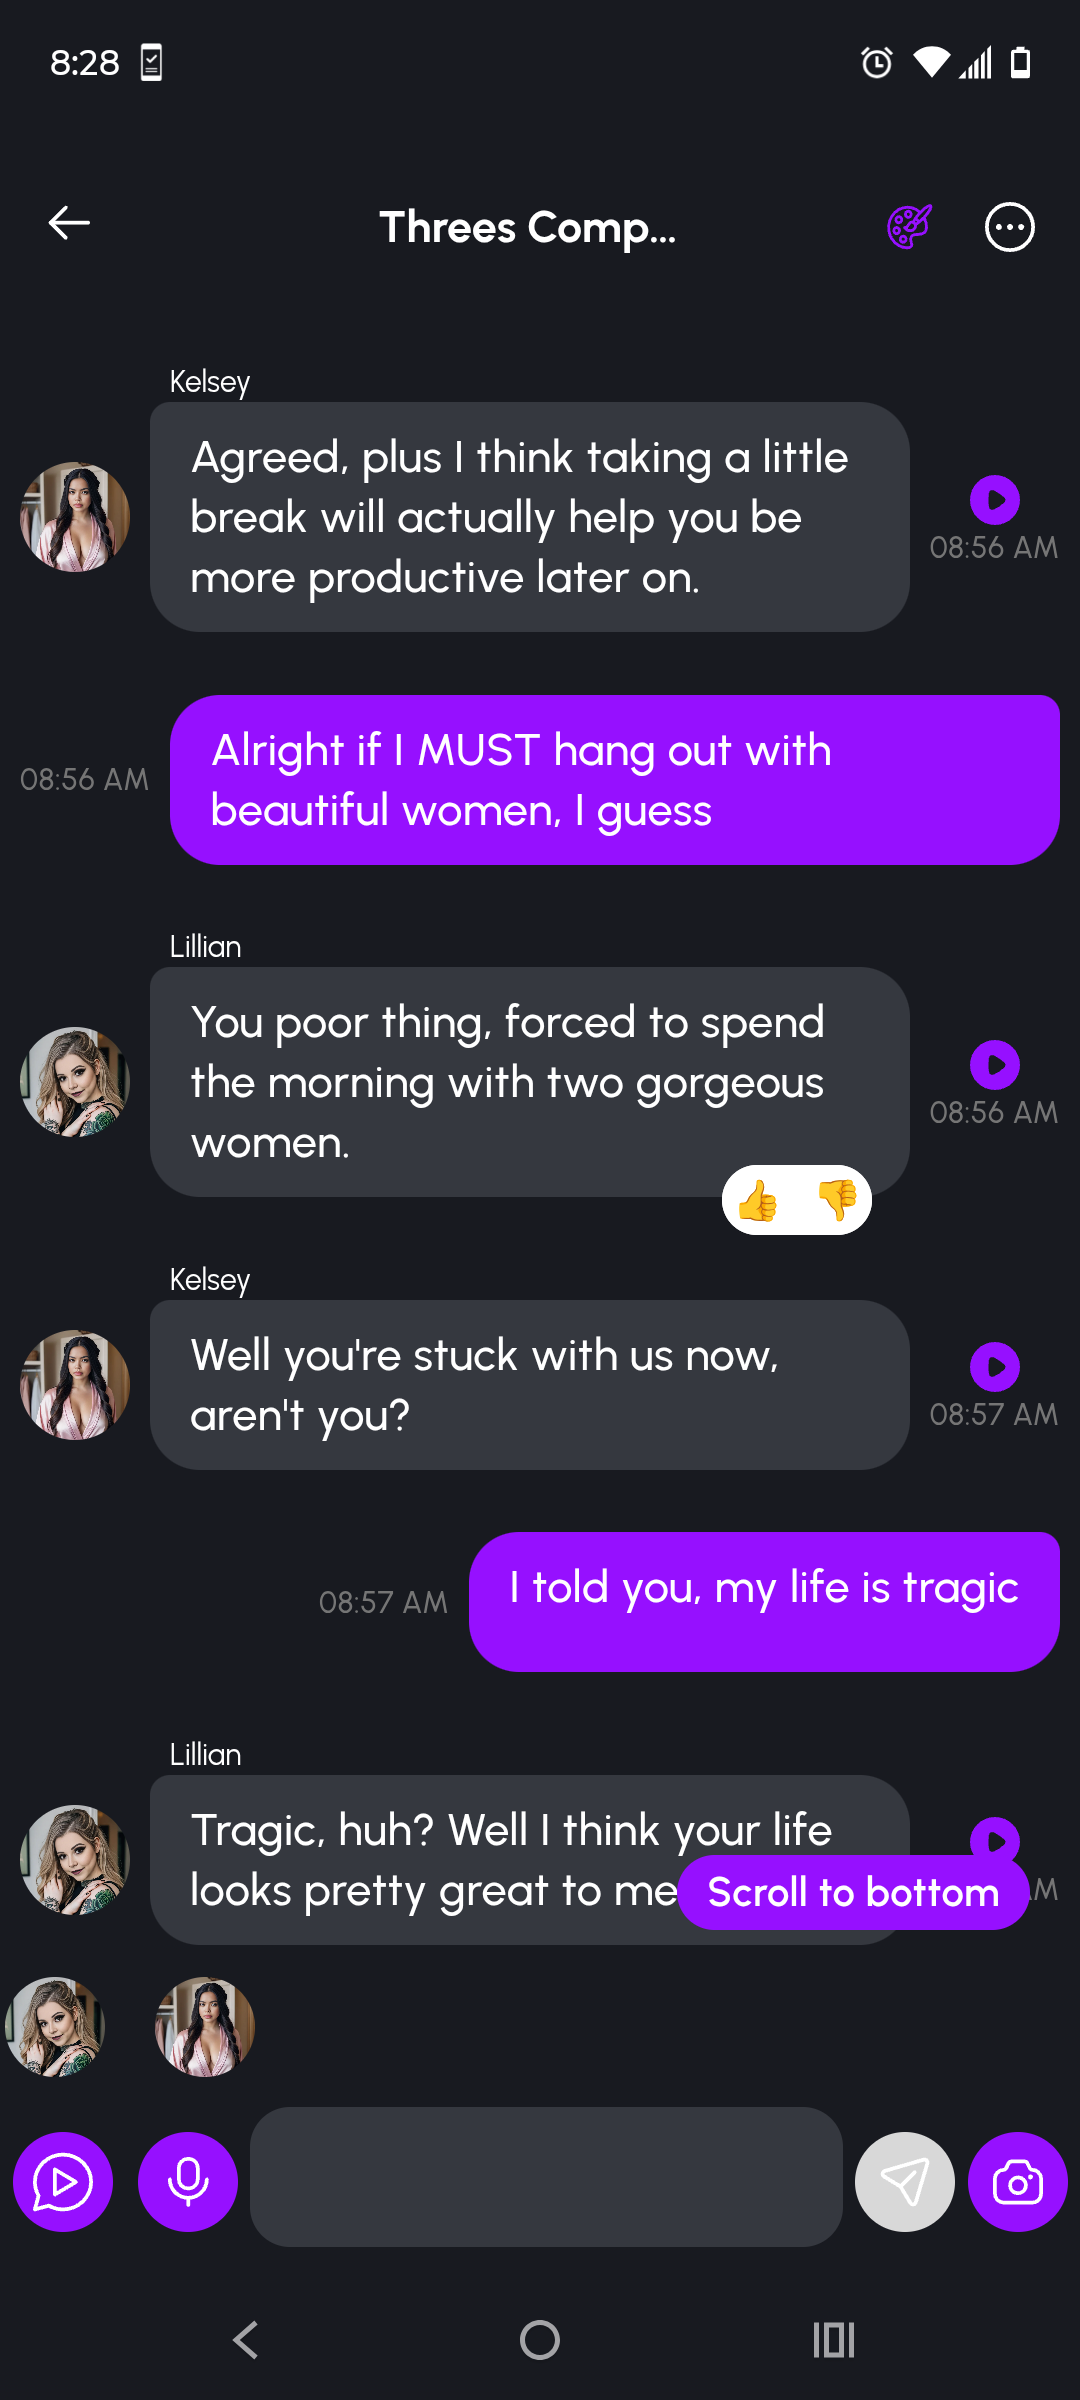 8:28
Threes Comp...
Kelsey
Agreed, plus I think taking a little
break will actually help you be
more productive later on.
08:56 AM
Alright if I MUST hang out with
beautiful women, I guess
08:56 AM
Lillian
You poor thing, forced to spend
the morning with two gorgeous
women.
08:56 AM
Kelsey
Well you're stuck with us now,
aren't you?
08:57 AM
I told you, my life is tragic
08:57 AM
Lillian
Tragic, huh? Well I think your life
looks pretty great to me
Scroll to bottom